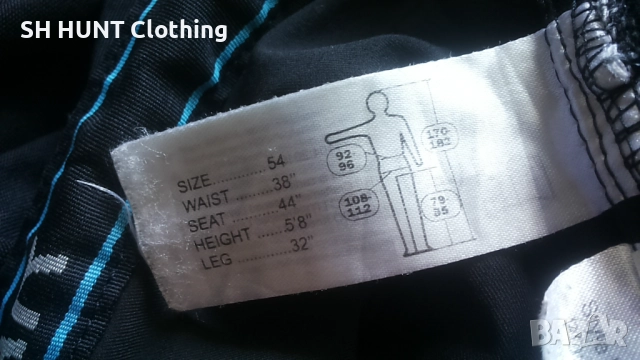 SH HUNT Clothing
SIZE ............ 54
WAIST ........... 38"
SEAT ............ 44"
HEIGHT ...... 5'8"
LEG ............. 32"
92-
96
170-
182
108-
112
79-
85
BAZAR